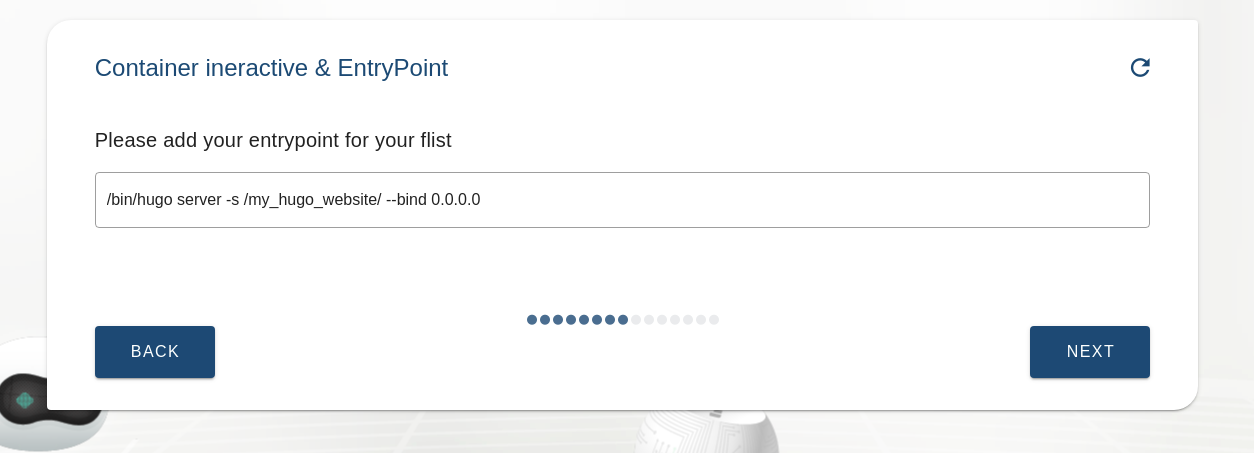 Container ineractive & EntryPoint
Please add your entrypoint for your flist
/bin/hugo server -s /my_hugo_website/ --bind 0.0.0.0
BACK
NEXT